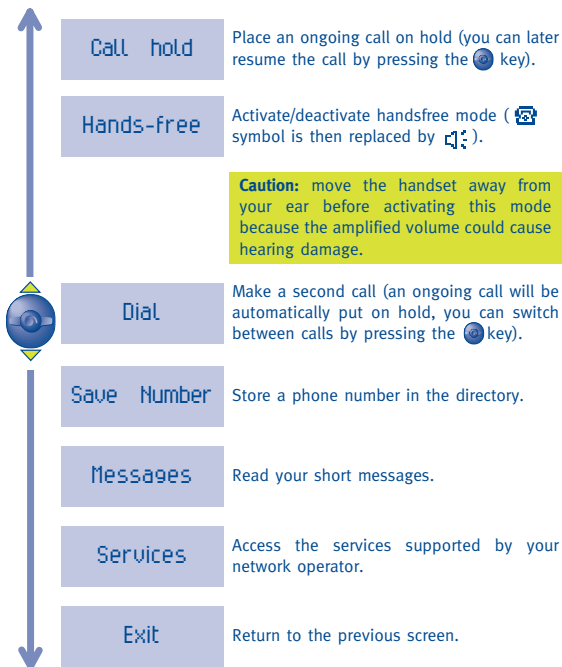 Call hold
Place an ongoing call on hold (you can later
resume the call by pressing the key).
Hands-free
Activate/deactivate handsfree mode (
symbol is then replaced by ).
Caution: move the handset away from
your ear before activating this mode
because the amplified volume could cause
hearing damage.
Dial
Make a second call (an ongoing call will be
automatically put on hold, you can switch
between calls by pressing the key).
Save Number
Store a phone number in the directory.
Messages
Read your short messages.
Services
Access the services supported by your
network operator.
Exit
Return to the previous screen.